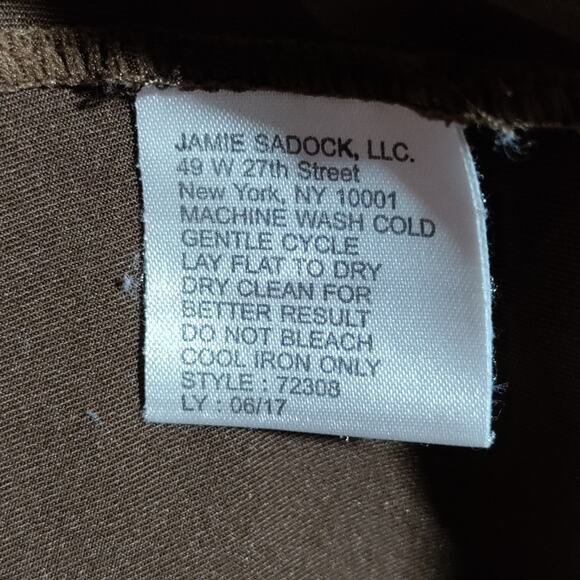 JAMIE SADOCK, LLC.
49 W 27th Street
New York, NY 10001
MACHINE WASH COLD
GENTLE CYCLE
LAY FLAT TO DRY
DRY CLEAN FOR
BETTER RESULT
DO NOT BLEACH
COOL IRON ONLY
STYLE : 72308
LY : 06/17